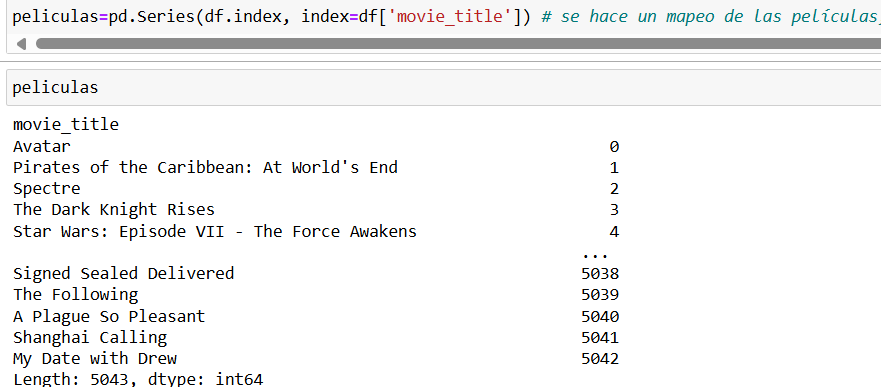 peliculas=pd.Series(df.index, index=df['movie_title']) # se hace un mapeo de las películas
peliculas
movie_title
Avatar 0
Pirates of the Caribbean: At World's End 1
Spectre 2
The Dark Knight Rises 3
Star Wars: Episode VII - The Force Awakens 4
...
Signed Sealed Delivered 5038
The Following 5039
A Plague So Pleasant 5040
Shanghai Calling 5041
My Date with Drew 5042
Length: 5043, dtype: int64